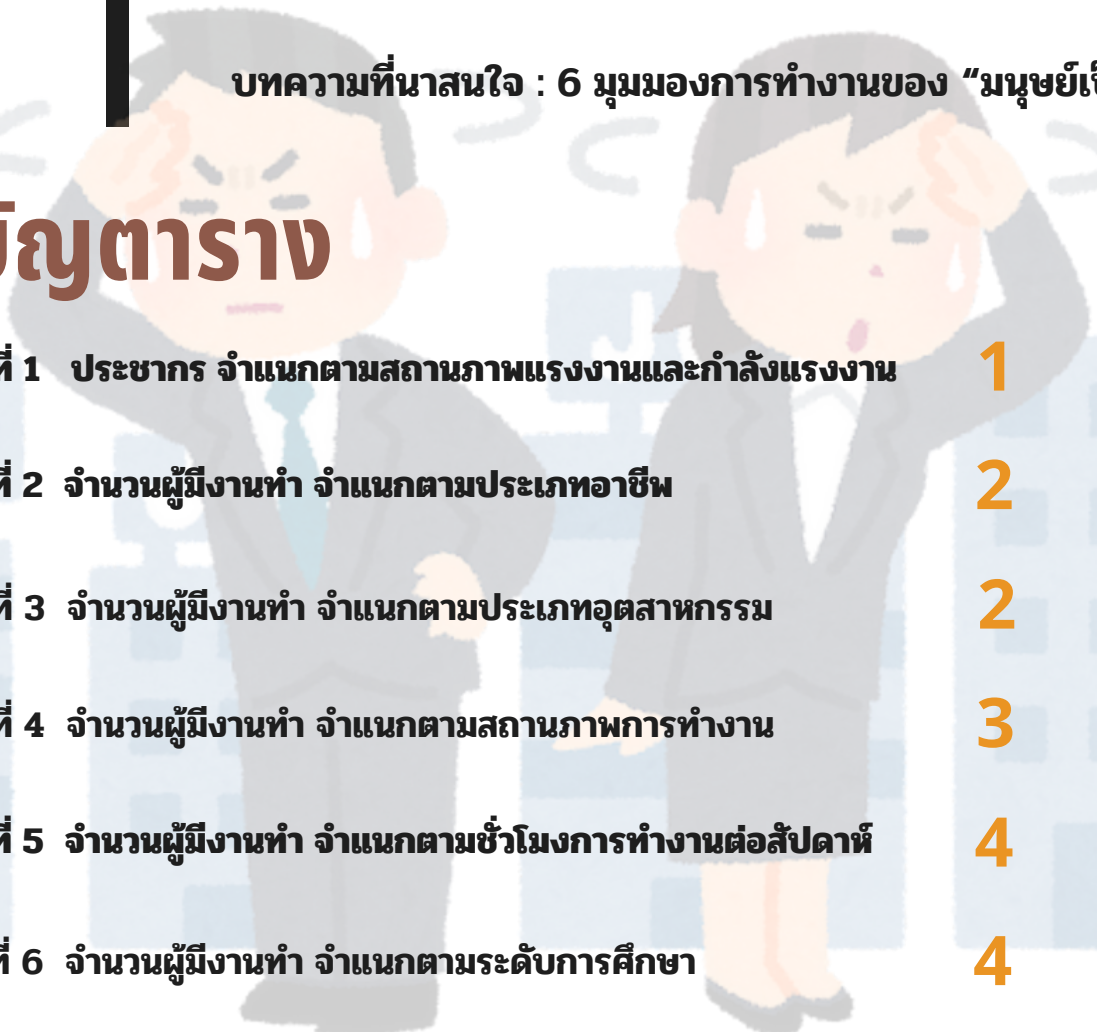 บทความที่นาสนใจ : 6 มุมมองการทำงานของ “มนุษย์เ
บัญตาราง
ที่ 1 ประชากร จำแนกตามสถานภาพแรงงานและกำลังแรงงาน 1
ที่ 2 จำนวนผู้มีงานทำ จำแนกตามประเภทอาชีพ 2
ที่ 3 จำนวนผู้มีงานทำ จำแนกตามประเภทอุตสาหกรรม 2
ที่ 4 จำนวนผู้มีงานทำ จำแนกตามสถานภาพการทำงาน 3
ที่ 5 จำนวนผู้มีงานทำ จำแนกตามชั่วโมงการทำงานต่อสัปดาห์ 4
ที่ 6 จำนวนผู้มีงานทำ จำแนกตามระดับการศึกษา 4